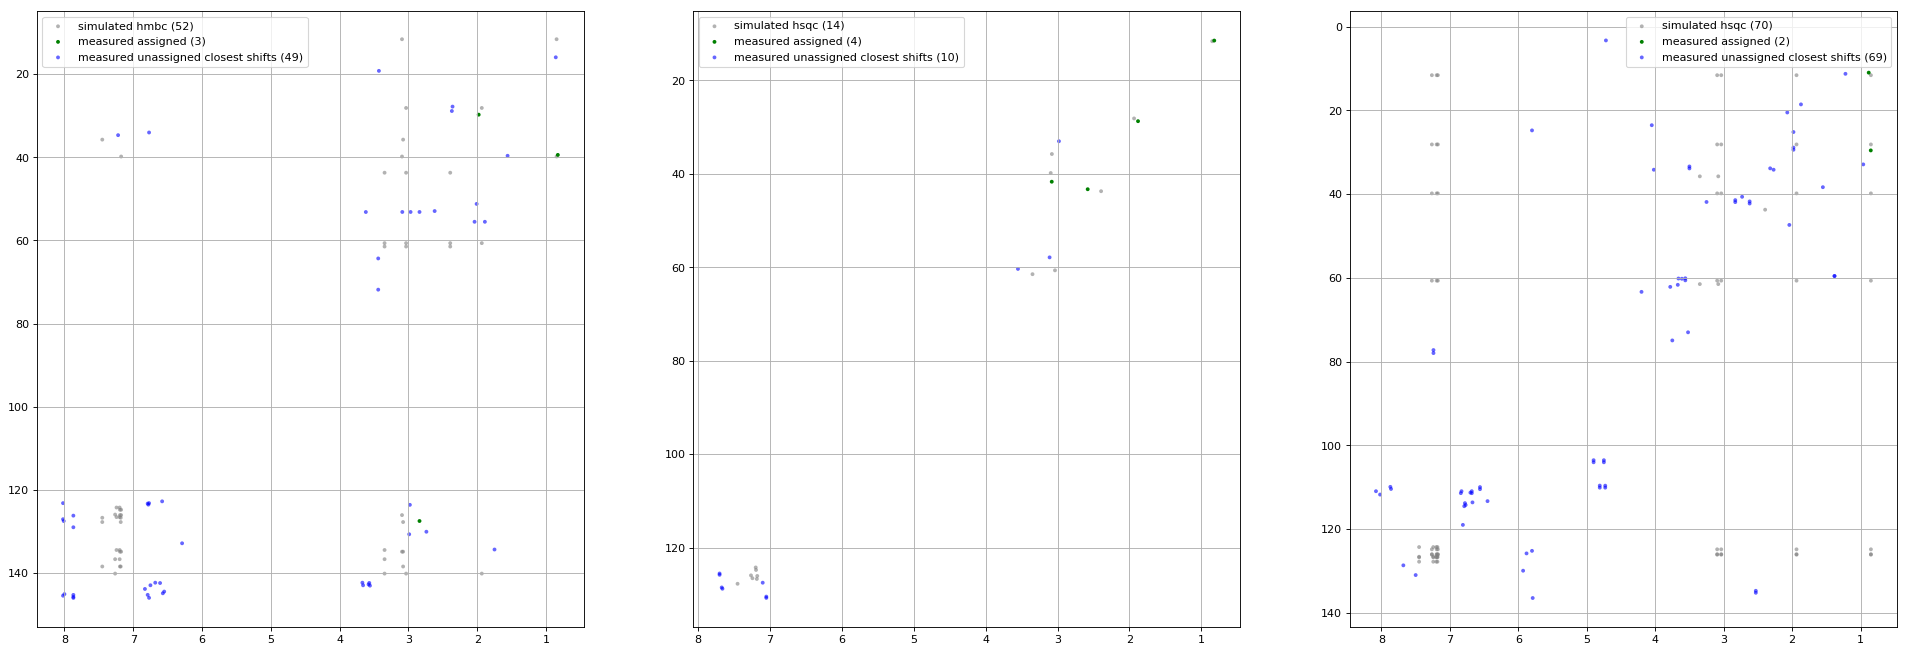 simulated hmbc (52)
measured assigned (3)
measured unassigned closest shifts (49)
20
40
60
80
100
120
140
8 7 6 5 4 3 2 1
simulated hsqc (14)
measured assigned (4)
measured unassigned closest shifts (10)
20
40
60
80
100
120
8 7 6 5 4 3 2 1
simulated hsqc (70)
measured assigned (2)
measured unassigned closest shifts (69)
0
20
40
60
80
100
120
140
8 7 6 5 4 3 2 1